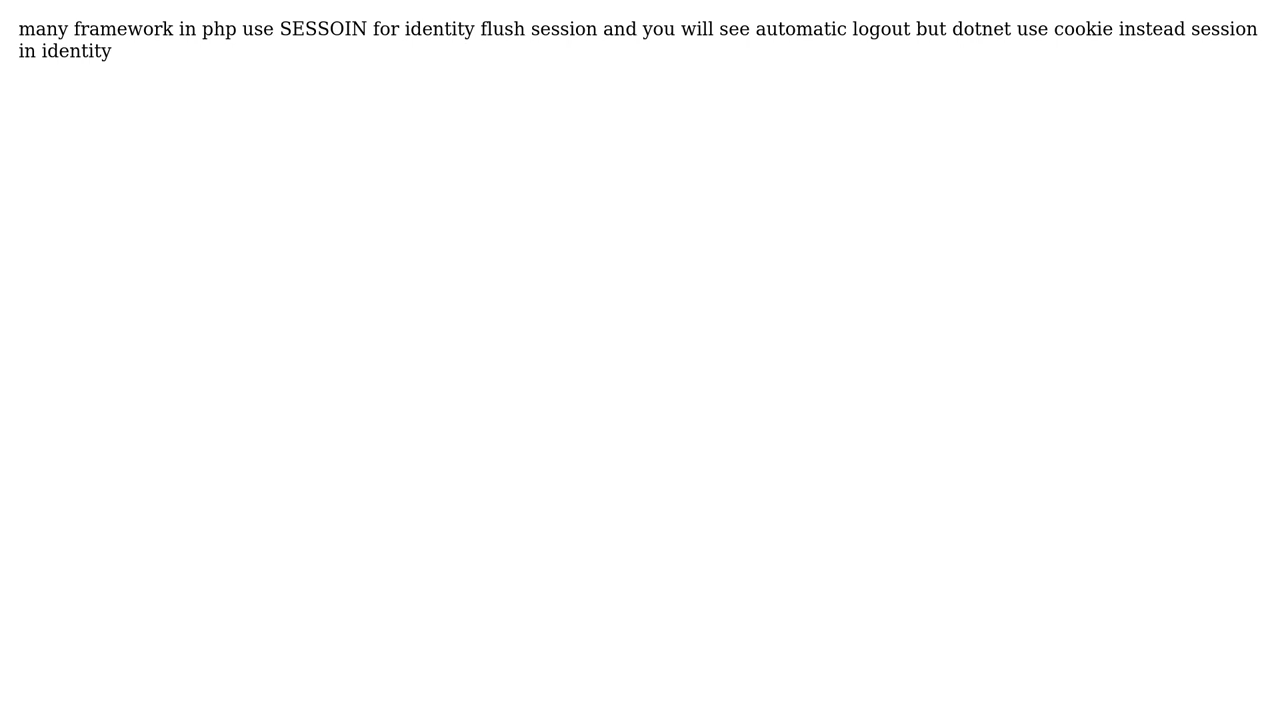 many framework in php use SESSOIN for identity flush session and you will see automatic logout but dotnet use cookie instead session
in identity